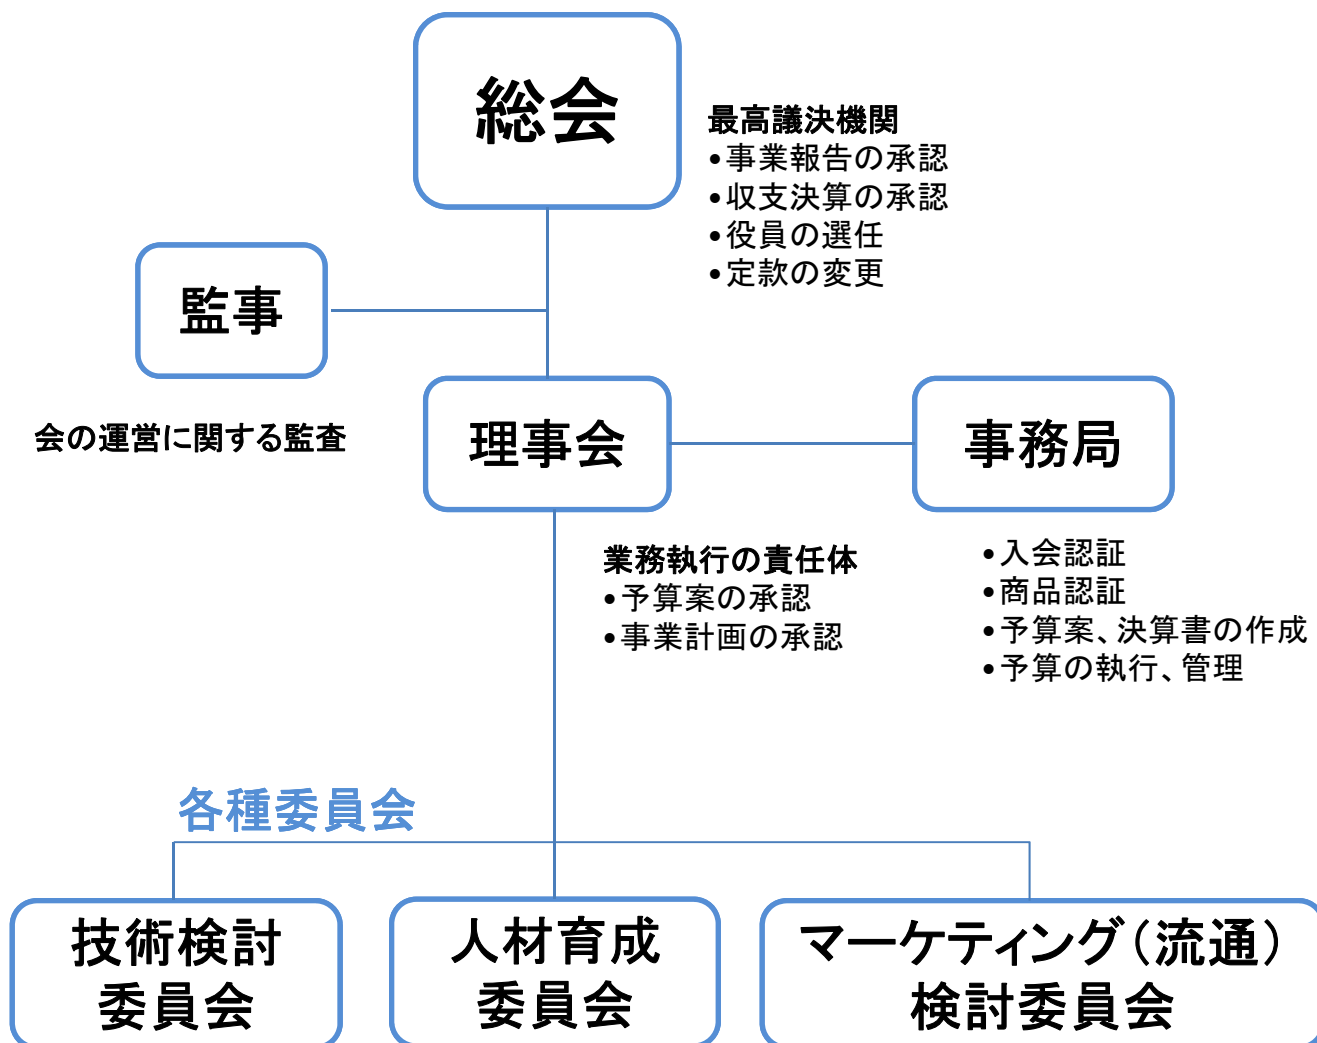 総会
最高議決機関
•事業報告の承認
•収支決算の承認
•役員の選任
•定款の変更
監事
会の運営に関する監査
理事会
事務局
業務執行の責任体
•予算案の承認
•事業計画の承認
•入会認証
•商品認証
•予算案、決算書の作成
•予算の執行、管理
各種委員会
技術検討
委員会
人材育成
委員会
マーケティング（流通）
検討委員会